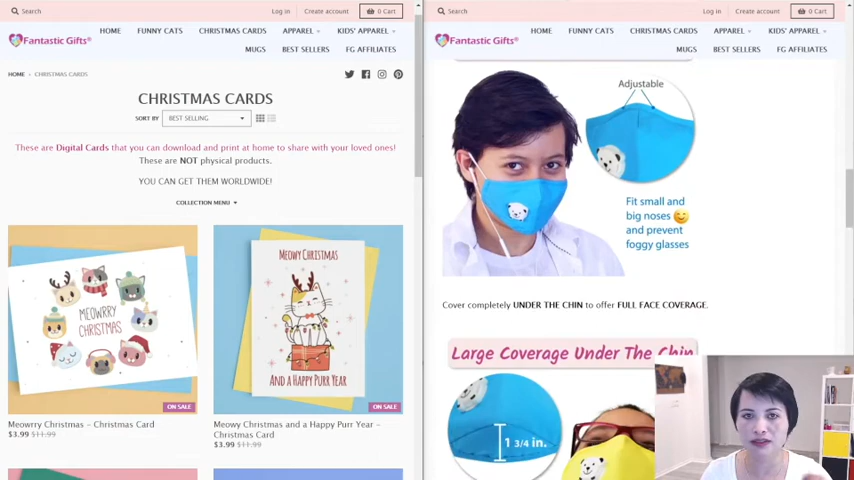 Search
Log in
Create account
0 Cart
Fantastic Gifts®
HOME
FUNNY CATS
CHRISTMAS CARDS
APPAREL
KIDS' APPAREL
MUGS
BEST SELLERS
FG AFFILIATES
HOME › CHRISTMAS CARDS
CHRISTMAS CARDS
SORT BY
BEST SELLING
These are Digital Cards that you can download and print at home to share with your loved ones!
These are NOT physical products.
YOU CAN GET THEM WORLDWIDE!
COLLECTION MENU
MEOWRRY
CHRISTMAS
ON SALE
Meowrry Christmas – Christmas Card
$3.99 $11.99
MEOWY CHRISTMAS
AND A HAPPY PURR YEAR
ON SALE
Meowy Christmas and a Happy Purr Year –
Christmas Card
$3.99 $11.99
Search
Log in
Create account
0 Cart
Fantastic Gifts®
HOME
FUNNY CATS
CHRISTMAS CARDS
APPAREL
KIDS' APPAREL
MUGS
BEST SELLERS
FG AFFILIATES
Adjustable
Fit small and
big noses 😉
and prevent
foggy glasses
Cover completely UNDER THE CHIN to offer FULL FACE COVERAGE.
Large Coverage Under The Chin
1 3/4 in.